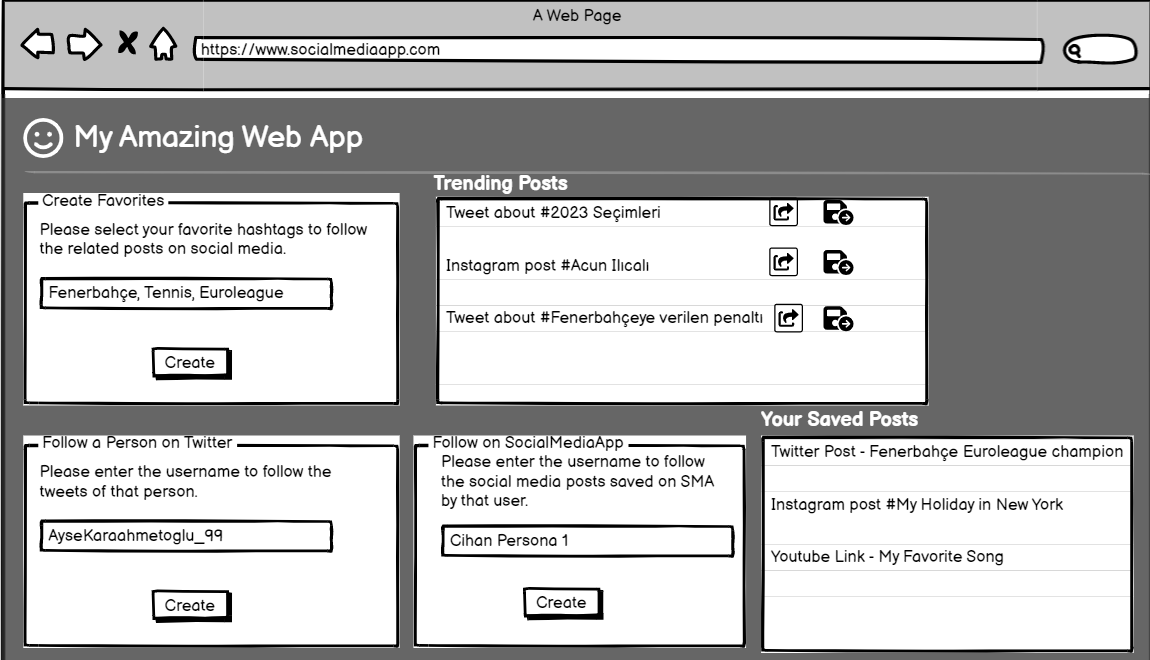 A Web Page
https://www.socialmediaapp.com
My Amazing Web App
Create Favorites
Please select your favorite hashtags to follow
the related posts on social media.
Fenerbahçe, Tennis, Euroleague
Create
Trending Posts
Tweet about #2023 Seçimleri
Instagram post #Acun Ilıcalı
Tweet about #Fenerbahçeye verilen penaltı
Follow a Person on Twitter
Please enter the username to follow the
tweets of that person.
AyseKaraahmetoglu_99
Create
Follow on SocialMediaApp
Please enter the username to follow
the social media posts saved on SMA
by that user.
Cihan Persona 1
Create
Your Saved Posts
Twitter Post - Fenerbahçe Euroleague champion
Instagram post #My Holiday in New York
Youtube Link - My Favorite Song